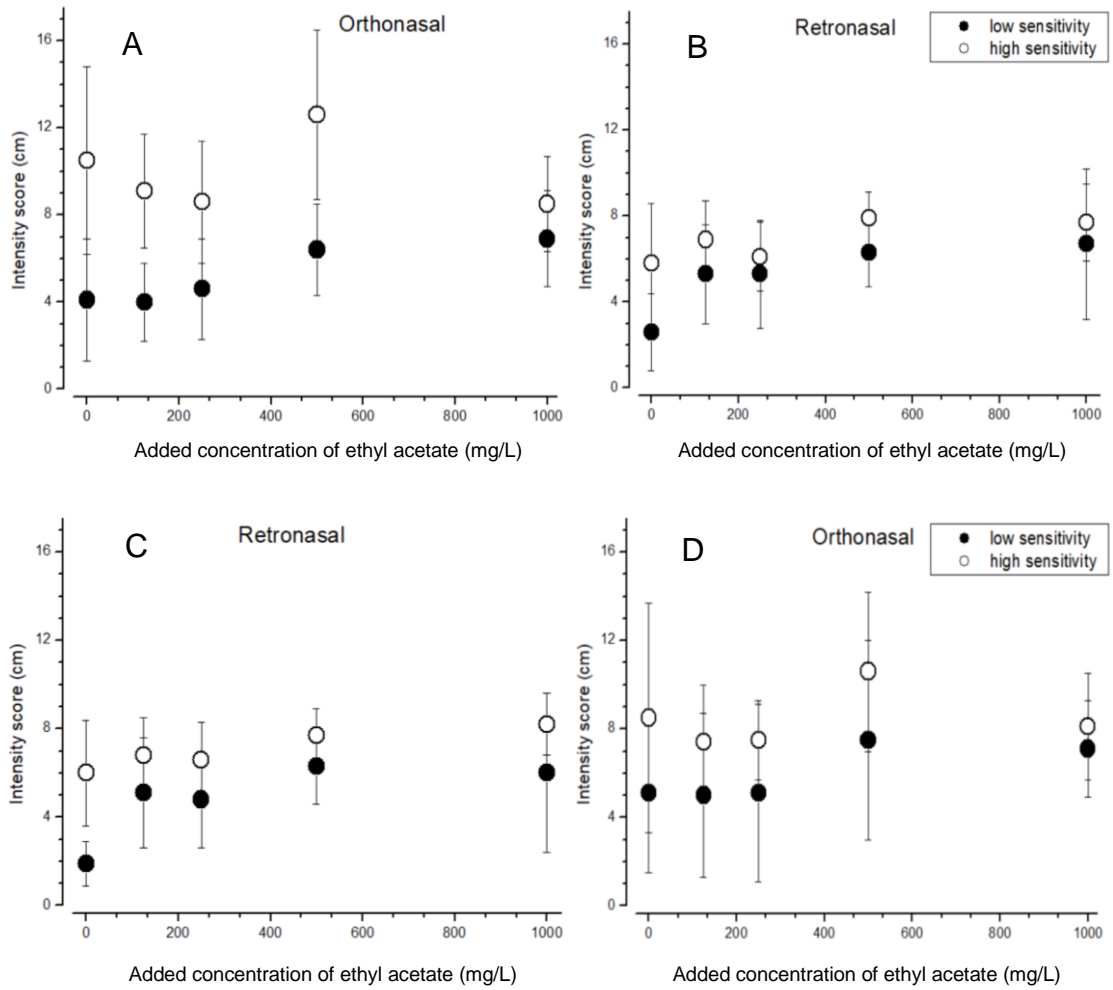 A
Orthonasal
16
12
8
4
0
Intensity score (cm)
0 200 400 600 800 1000
Added concentration of ethyl acetate (mg/L)
B
Retronasal
low sensitivity
high sensitivity
16
12
8
4
0
Intensity score (cm)
0 200 400 600 800 1000
Added concentration of ethyl acetate (mg/L)
C
Retronasal
16
12
8
4
0
Intensity score (cm)
0 200 400 600 800 1000
Added concentration of ethyl acetate (mg/L)
D
Orthonasal
low sensitivity
high sensitivity
16
12
8
4
0
Intensity score (cm)
0 200 400 600 800 1000
Added concentration of ethyl acetate (mg/L)